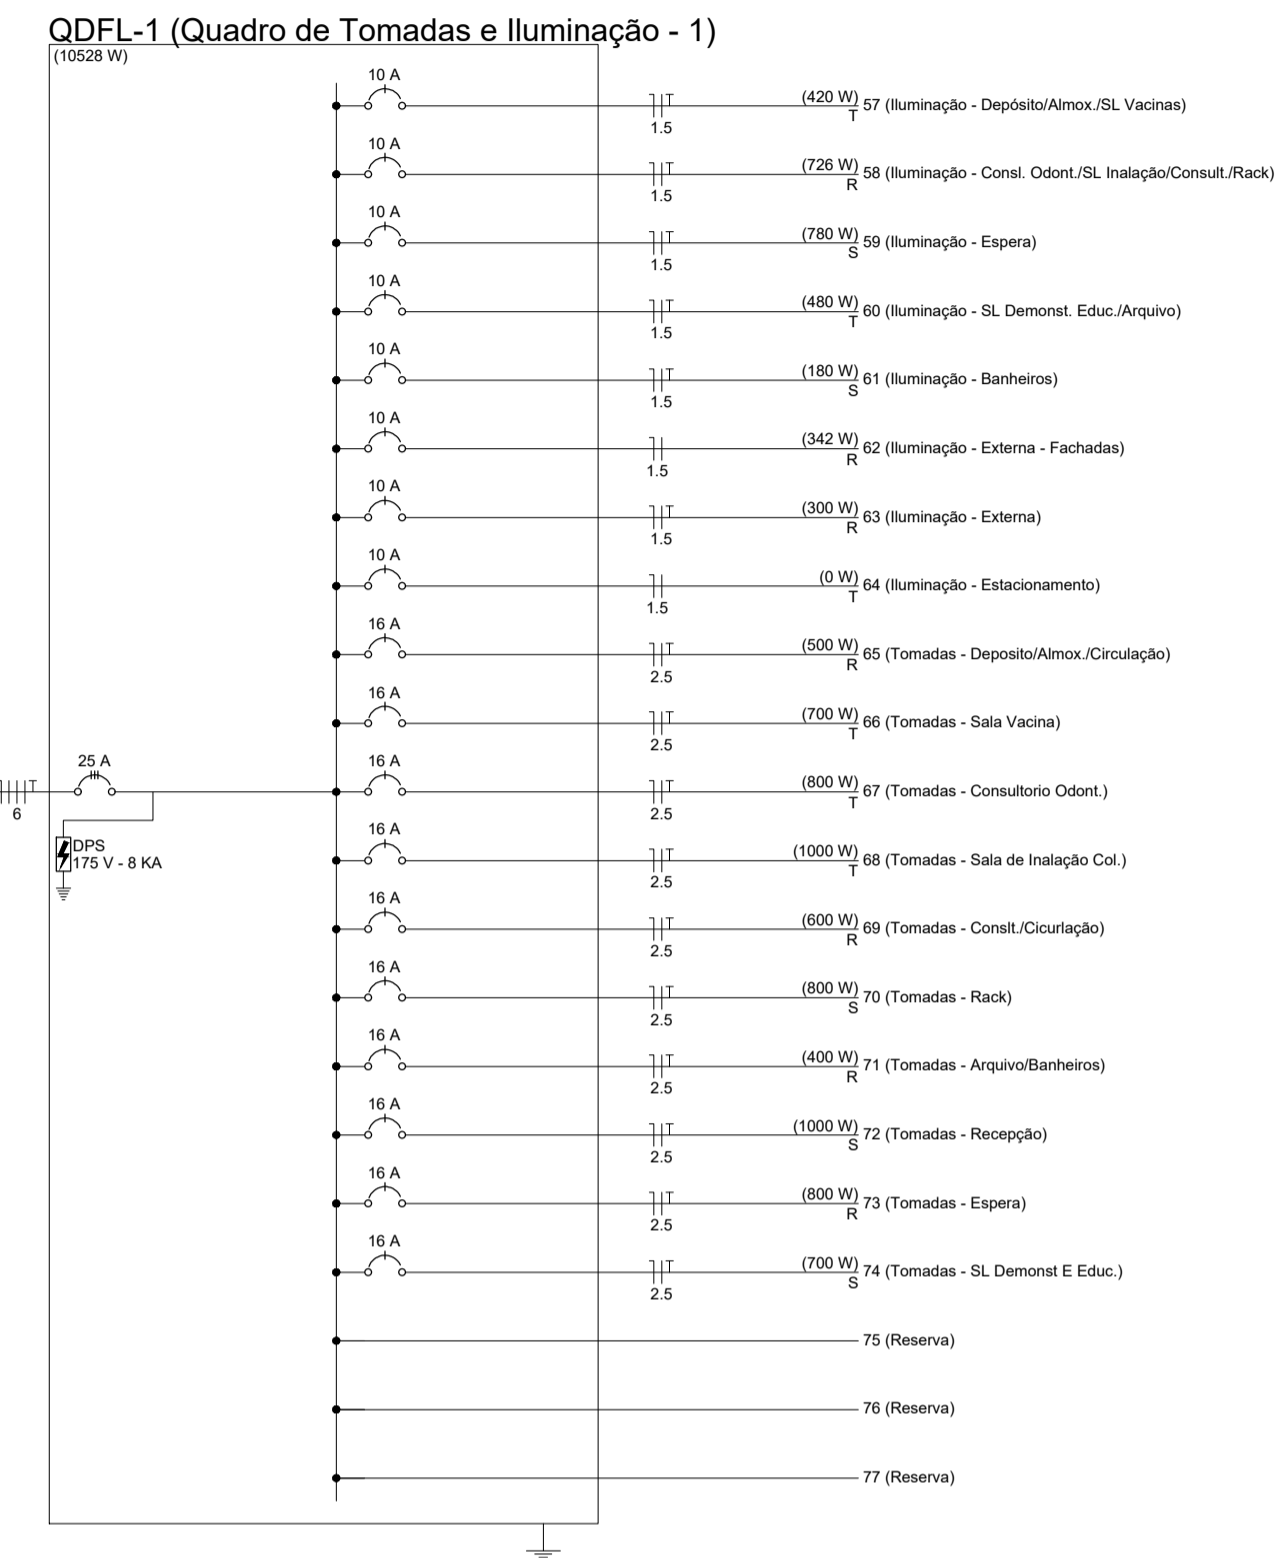 QDFL-1 (Quadro de Tomadas e Iluminação - 1)
(10528 W)
10 A
1.5
(420 W)
T
57 (Iluminação - Depósito/Almox./SL Vacinas)
10 A
1.5
(726 W)
R
58 (Iluminação - Consl. Odont./SL Inalação/Consult./Rack)
10 A
1.5
(780 W)
S
59 (Iluminação - Espera)
10 A
1.5
(480 W)
T
60 (Iluminação - SL Demonst. Educ./Arquivo)
10 A
1.5
(180 W)
S
61 (Iluminação - Banheiros)
10 A
1.5
(342 W)
R
62 (Iluminação - Externa - Fachadas)
10 A
1.5
(300 W)
R
63 (Iluminação - Externa)
10 A
1.5
(0 W)
T
64 (Iluminação - Estacionamento)
16 A
2.5
(500 W)
R
65 (Tomadas - Deposito/Almox./Circulação)
16 A
2.5
(700 W)
T
66 (Tomadas - Sala Vacina)
25 A
6
DPS
175 V - 8 KA
16 A
2.5
(800 W)
T
67 (Tomadas - Consultorio Odont.)
16 A
2.5
(1000 W)
T
68 (Tomadas - Sala de Inalação Col.)
16 A
2.5
(600 W)
R
69 (Tomadas - Conslt./Cicurlação)
16 A
2.5
(800 W)
S
70 (Tomadas - Rack)
16 A
2.5
(400 W)
R
71 (Tomadas - Arquivo/Banheiros)
16 A
2.5
(1000 W)
S
72 (Tomadas - Recepção)
16 A
2.5
(800 W)
R
73 (Tomadas - Espera)
16 A
2.5
(700 W)
S
74 (Tomadas - SL Demonst E Educ.)
75 (Reserva)
76 (Reserva)
77 (Reserva)